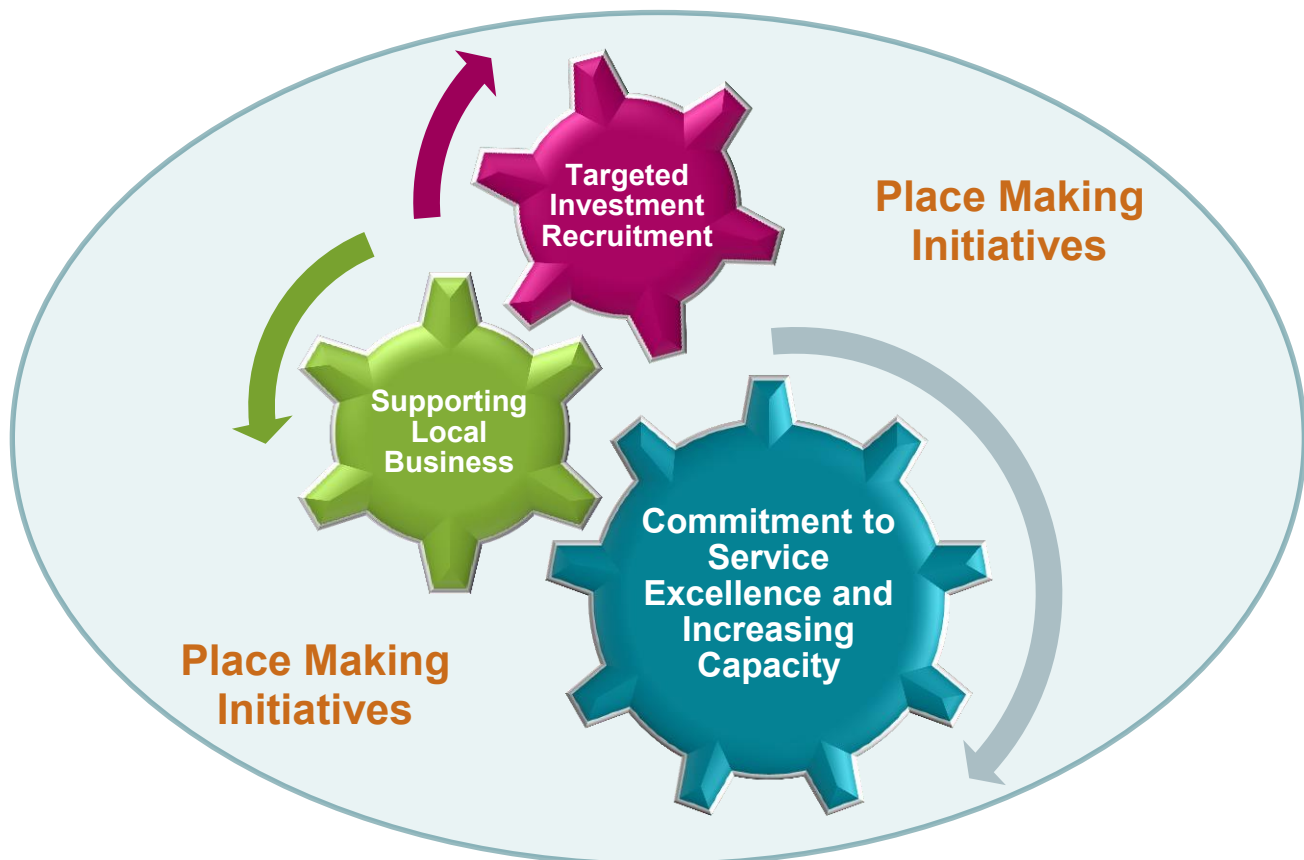 Targeted
Investment
Recruitment
Place Making
Initiatives
Supporting
Local
Business
Commitment to
Service
Excellence and
Increasing
Capacity
Place Making
Initiatives